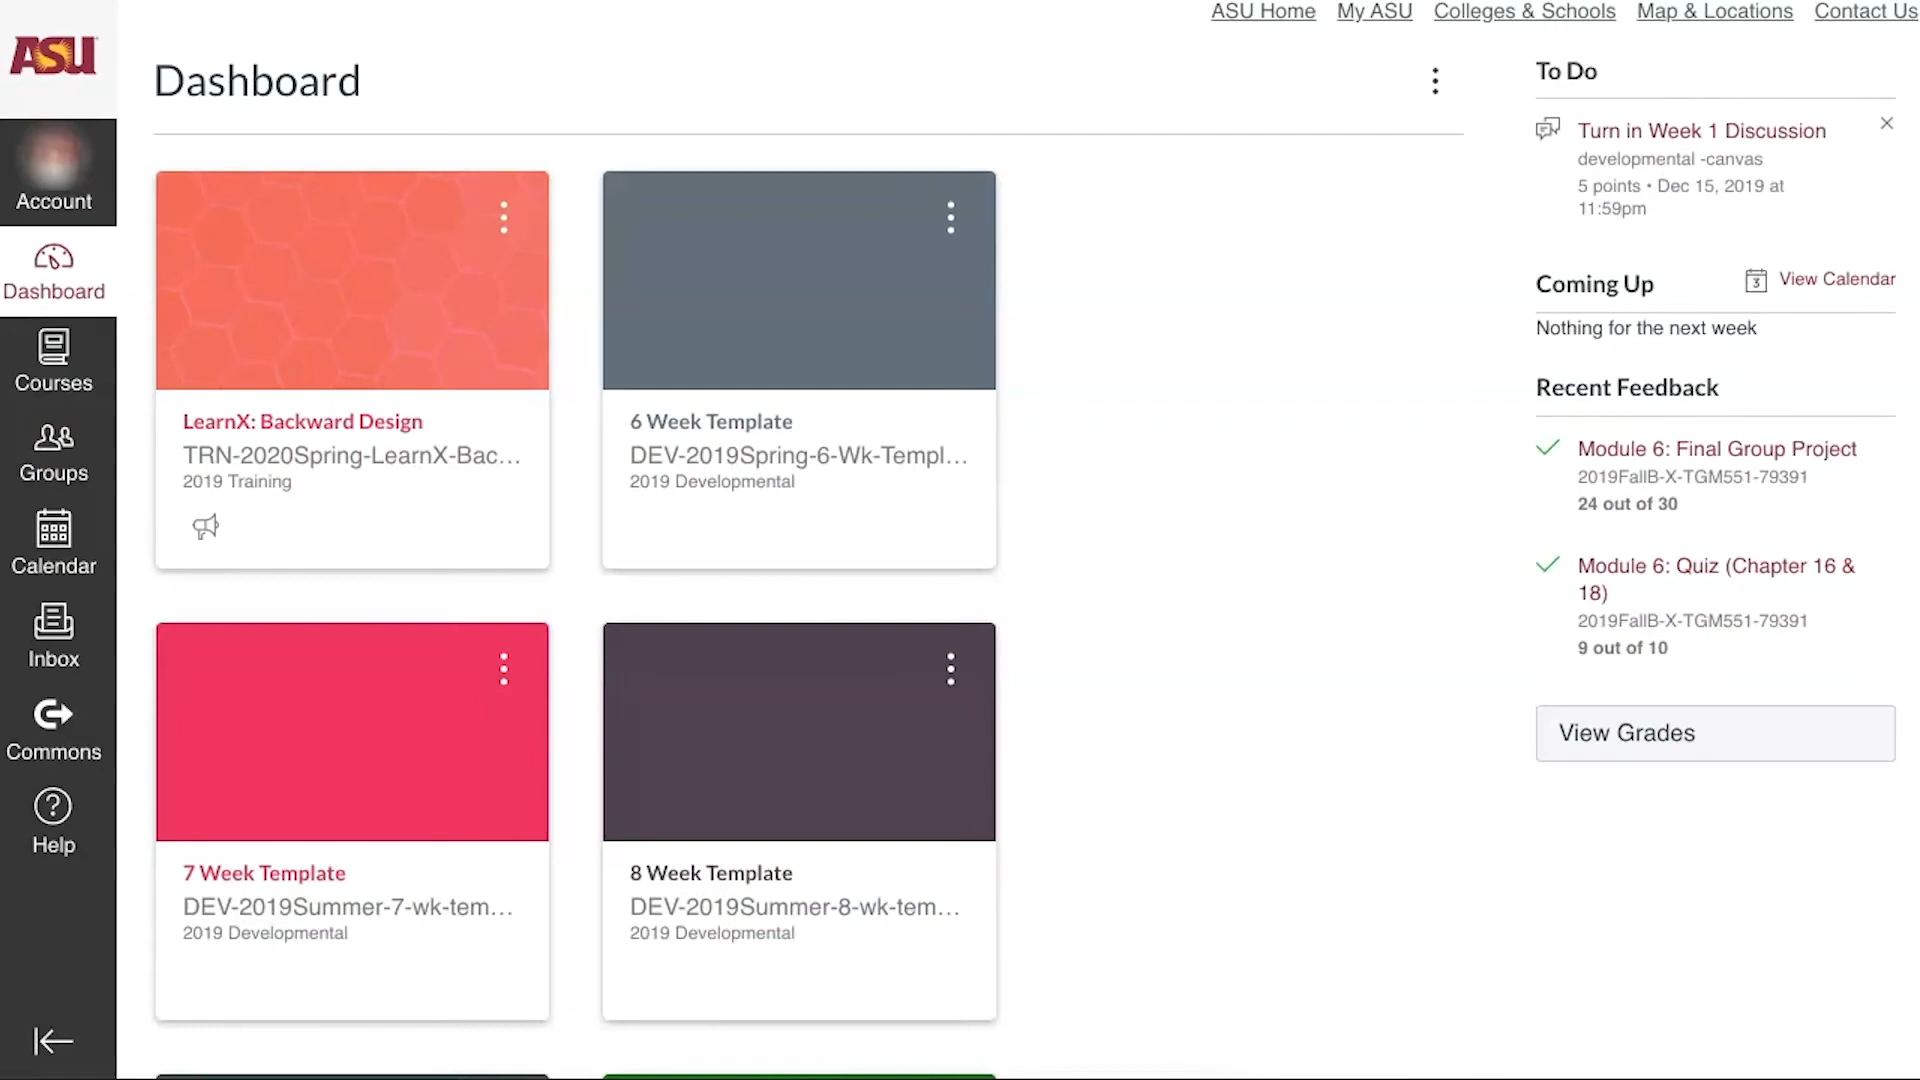 ASU Home My ASU Colleges & Schools Map & Locations Contact Us
ASU
Account
Dashboard
Courses
Groups
Calendar
Inbox
Commons
Help
Dashboard
LearnX: Backward Design
TRN-2020Spring-LearnX-Bac...
2019 Training
6 Week Template
DEV-2019Spring-6-Wk-Templ...
2019 Developmental
7 Week Template
DEV-2019Summer-7-wk-tem...
2019 Developmental
8 Week Template
DEV-2019Summer-8-wk-tem...
2019 Developmental
To Do
Turn in Week 1 Discussion
developmental -canvas
5 points • Dec 15, 2019 at
11:59pm
Coming Up
3 View Calendar
Nothing for the next week
Recent Feedback
Module 6: Final Group Project
2019FallB-X-TGM551-79391
24 out of 30
Module 6: Quiz (Chapter 16 &
18)
2019FallB-X-TGM551-79391
9 out of 10
View Grades